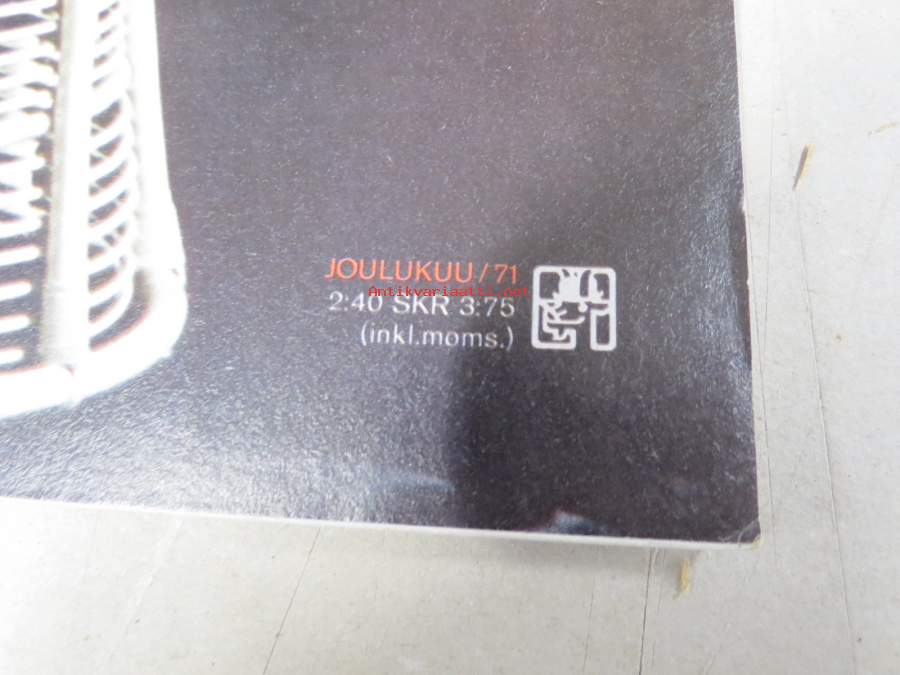 JOULUKUU/71
Antikvariaatti.net
2:40 SKR 3:75
(inkl.moms.)